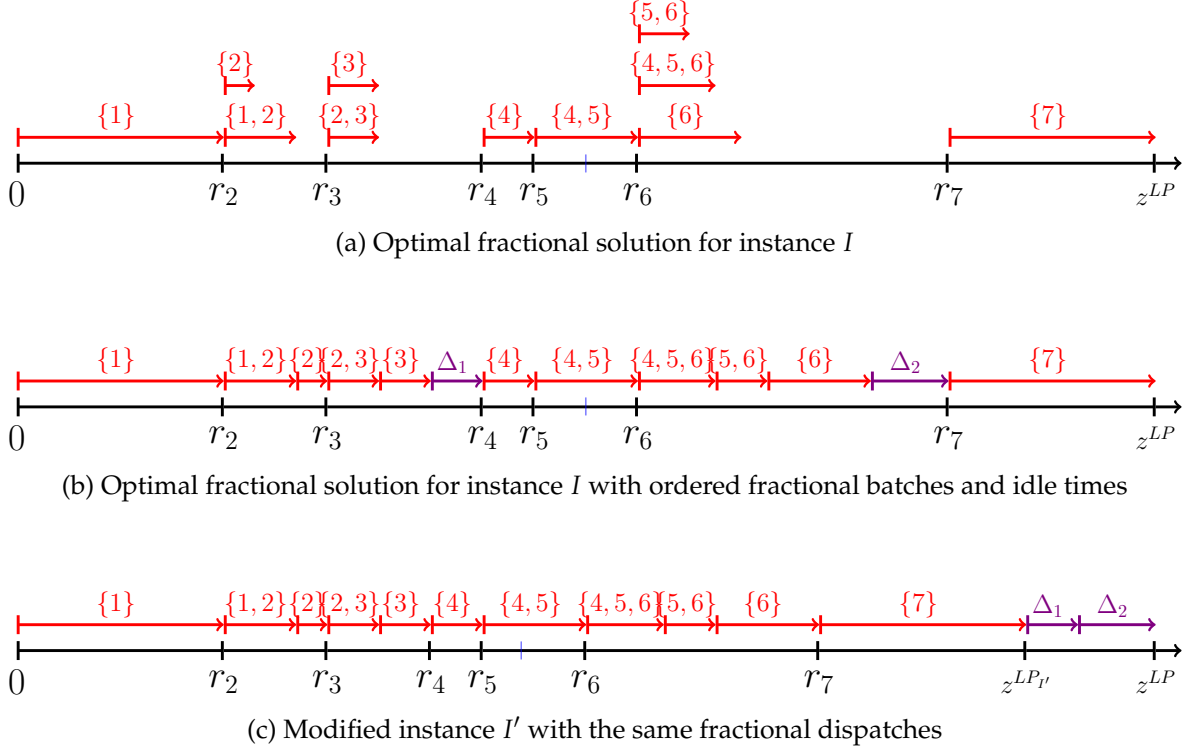 {5, 6}
{2} {3} {4, 5, 6}
{1} {1, 2} {2, 3} {4} {4, 5} {6} {7}
0 r2 r3 r4 r5 r6 r7 z^LP
(a) Optimal fractional solution for instance I
{1} {1, 2} {2} {2, 3} {3} Δ1 {4} {4, 5} {4, 5, 6} {5, 6} {6} Δ2 {7}
0 r2 r3 r4 r5 r6 r7 z^LP
(b) Optimal fractional solution for instance I with ordered fractional batches and idle times
{1} {1, 2} {2} {2, 3} {3} {4} {4, 5} {4, 5, 6} {5, 6} {6} {7} Δ1 Δ2
0 r2 r3 r4 r5 r6 r7 z^LP_I′ z^LP
(c) Modified instance I′ with the same fractional dispatches